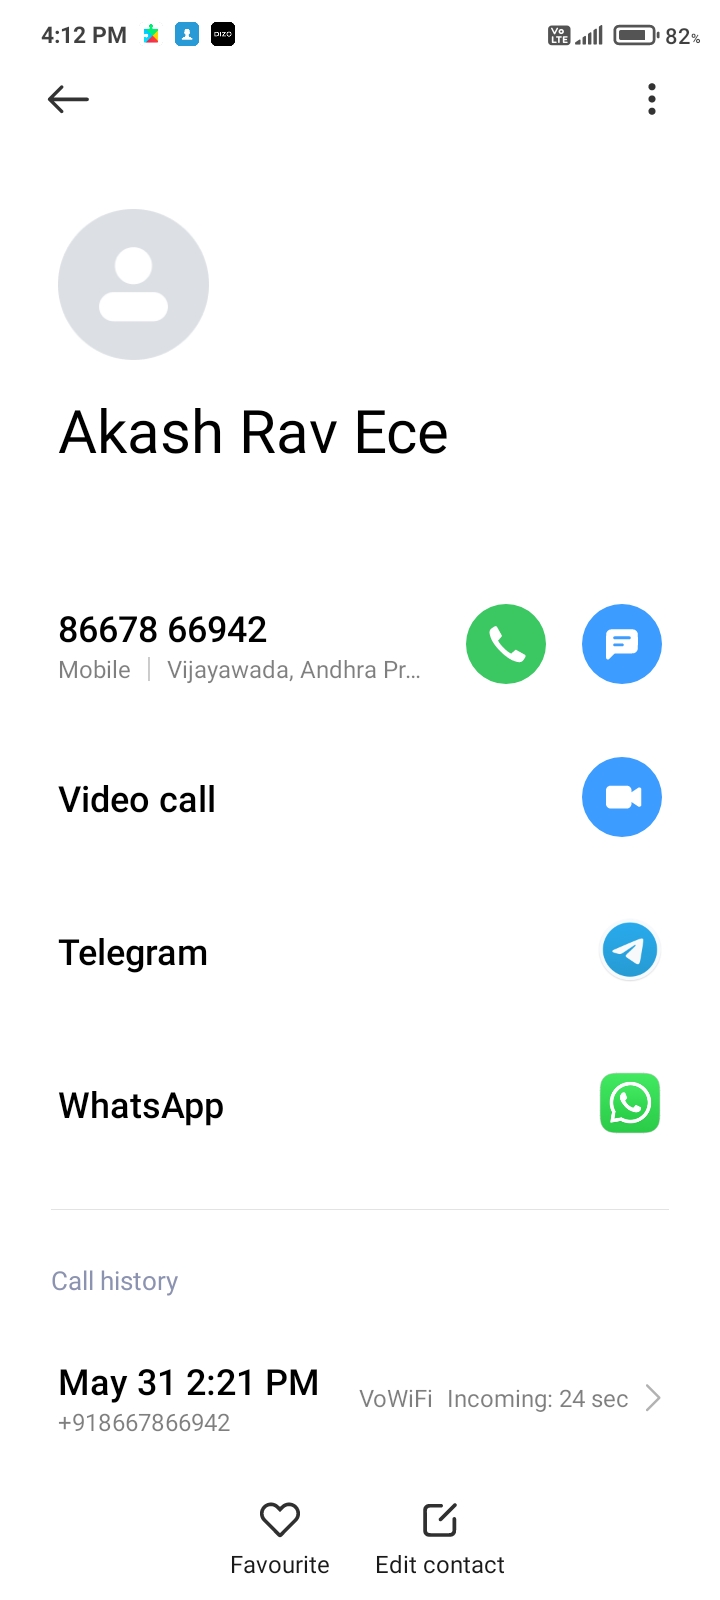 4:12 PM DIZO Vo LTE 82%
Akash Rav Ece
86678 66942
Mobile Vijayawada, Andhra Pr...
Video call
Telegram
WhatsApp
Call history
May 31 2:21 PM
VoWiFi Incoming: 24 sec
+918667866942
Favourite Edit contact